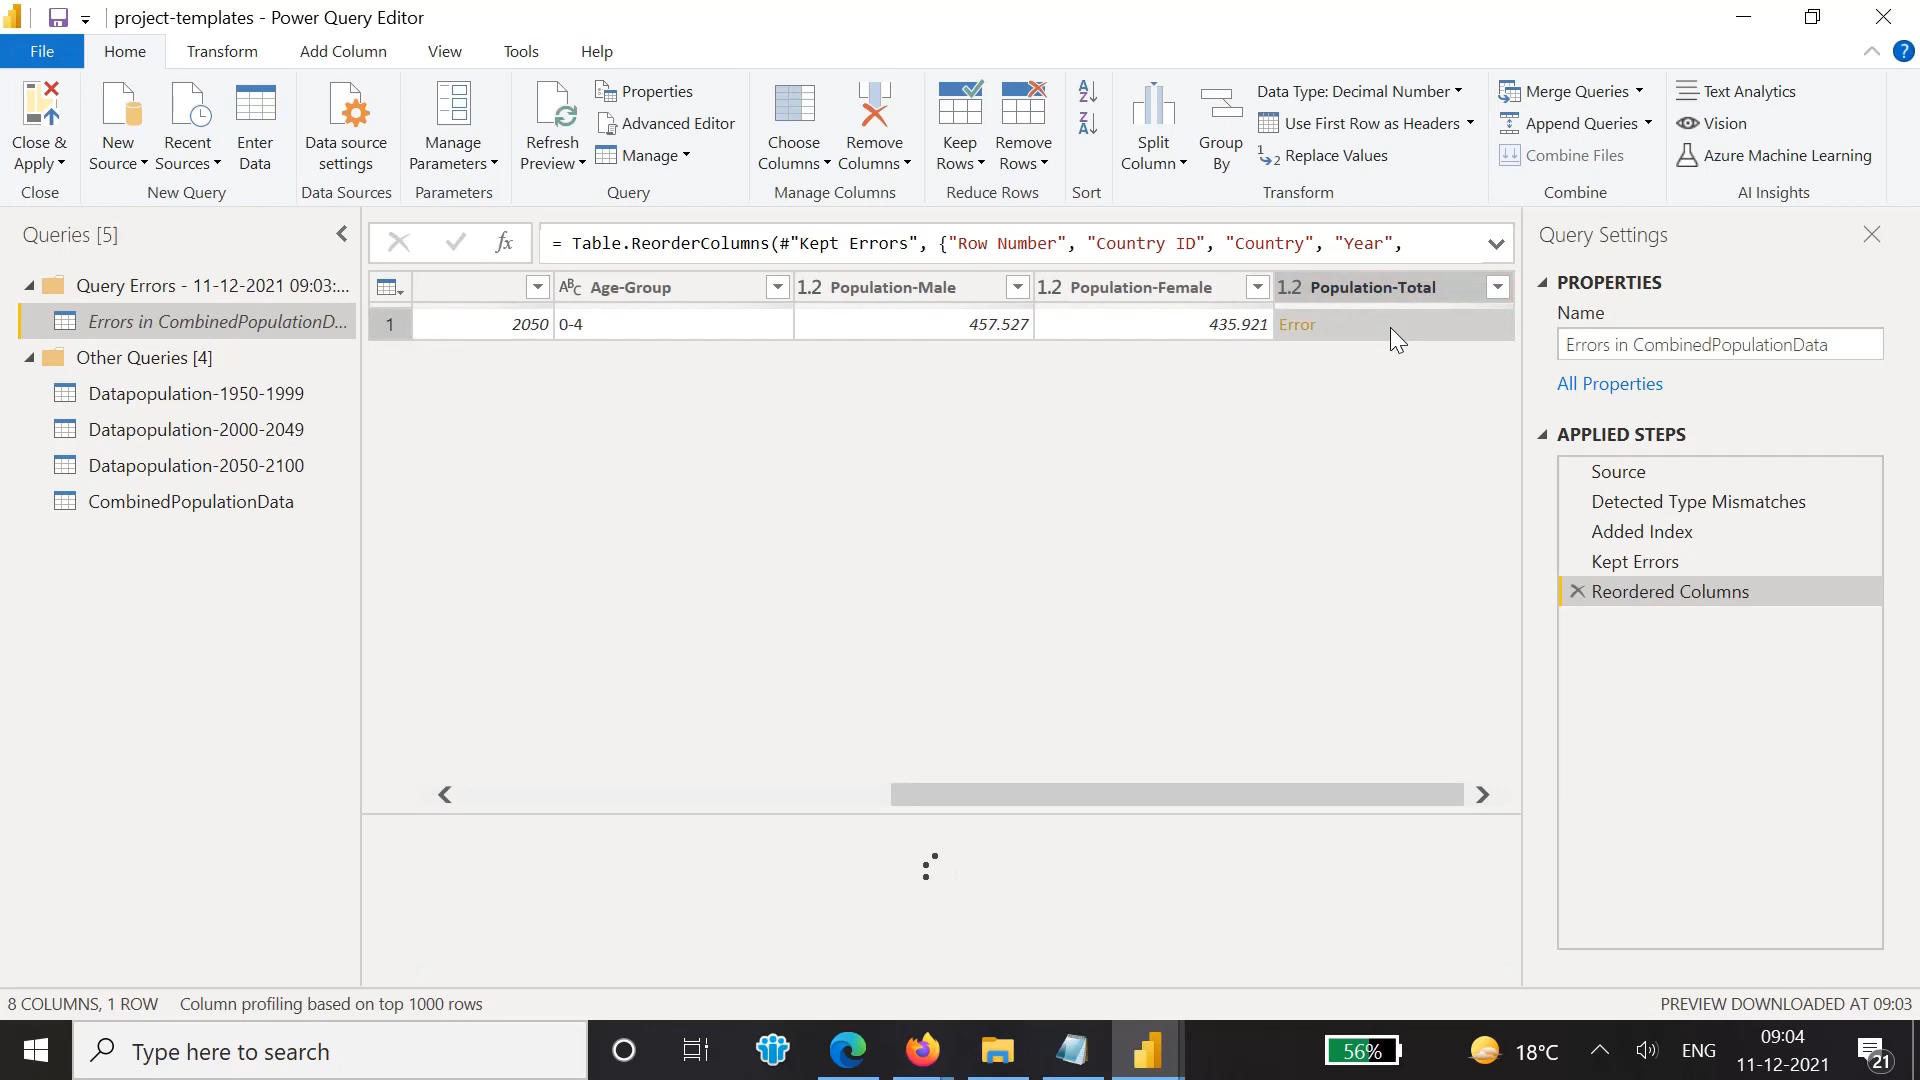 project-templates - Power Query Editor
File Home Transform Add Column View Tools Help
?
Close &
Apply
Close
New
Source
Recent
Sources
Enter
Data
New Query
Data source
settings
Data Sources
Manage
Parameters
Parameters
Refresh
Preview
Properties
Advanced Editor
Manage
Query
Choose
Columns
Remove
Columns
Manage Columns
Keep
Rows
Remove
Rows
Reduce Rows
A
Z
Z
A
Sort
Split
Column
Group
By
Data Type: Decimal Number
Use First Row as Headers
1
2
Replace Values
Transform
Merge Queries
Append Queries
Combine Files
Combine
Text Analytics
Vision
Azure Machine Learning
AI Insights
Queries [5]
Query Errors - 11-12-2021 09:03:...
Errors in CombinedPopulationD...
Other Queries [4]
Datapopulation-1950-1999
Datapopulation-2000-2049
Datapopulation-2050-2100
CombinedPopulationData
fx
= Table.ReorderColumns(#"Kept Errors", {"Row Number", "Country ID", "Country", "Year",
ABC Age-Group 1.2 Population-Male 1.2 Population-Female 1.2 Population-Total
1 2050 0-4 457.527 435.921 Error
Query Settings
PROPERTIES
Name
Errors in CombinedPopulationData
All Properties
APPLIED STEPS
Source
Detected Type Mismatches
Added Index
Kept Errors
Reordered Columns
8 COLUMNS, 1 ROW Column profiling based on top 1000 rows
PREVIEW DOWNLOADED AT 09:03
Type here to search
56%
18°C
ENG
09:04
11-12-2021
21